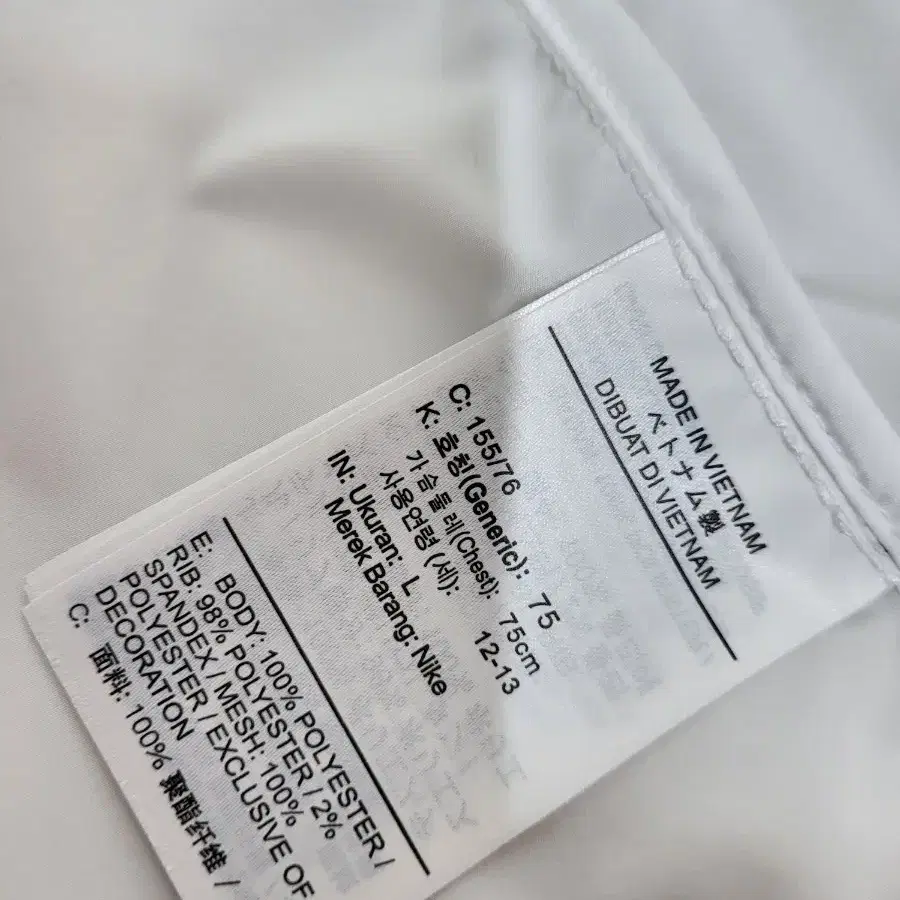 MADE IN VIETNAM
ベトナム製
DIBUAT DI VIETNAM
C: 155/76
K: 호칭(Generic): 75
가슴둘레(Chest): 75cm
사용연령 (세): 12-13
IN: Ukuran: L
Merek Barang: Nike
E: BODY: 100% POLYESTER /
RIB: 98% POLYESTER / 2%
SPANDEX / MESH: 100%
POLYESTER / EXCLUSIVE OF
DECORATION
C: 面料: 100% 聚酯纤维 /